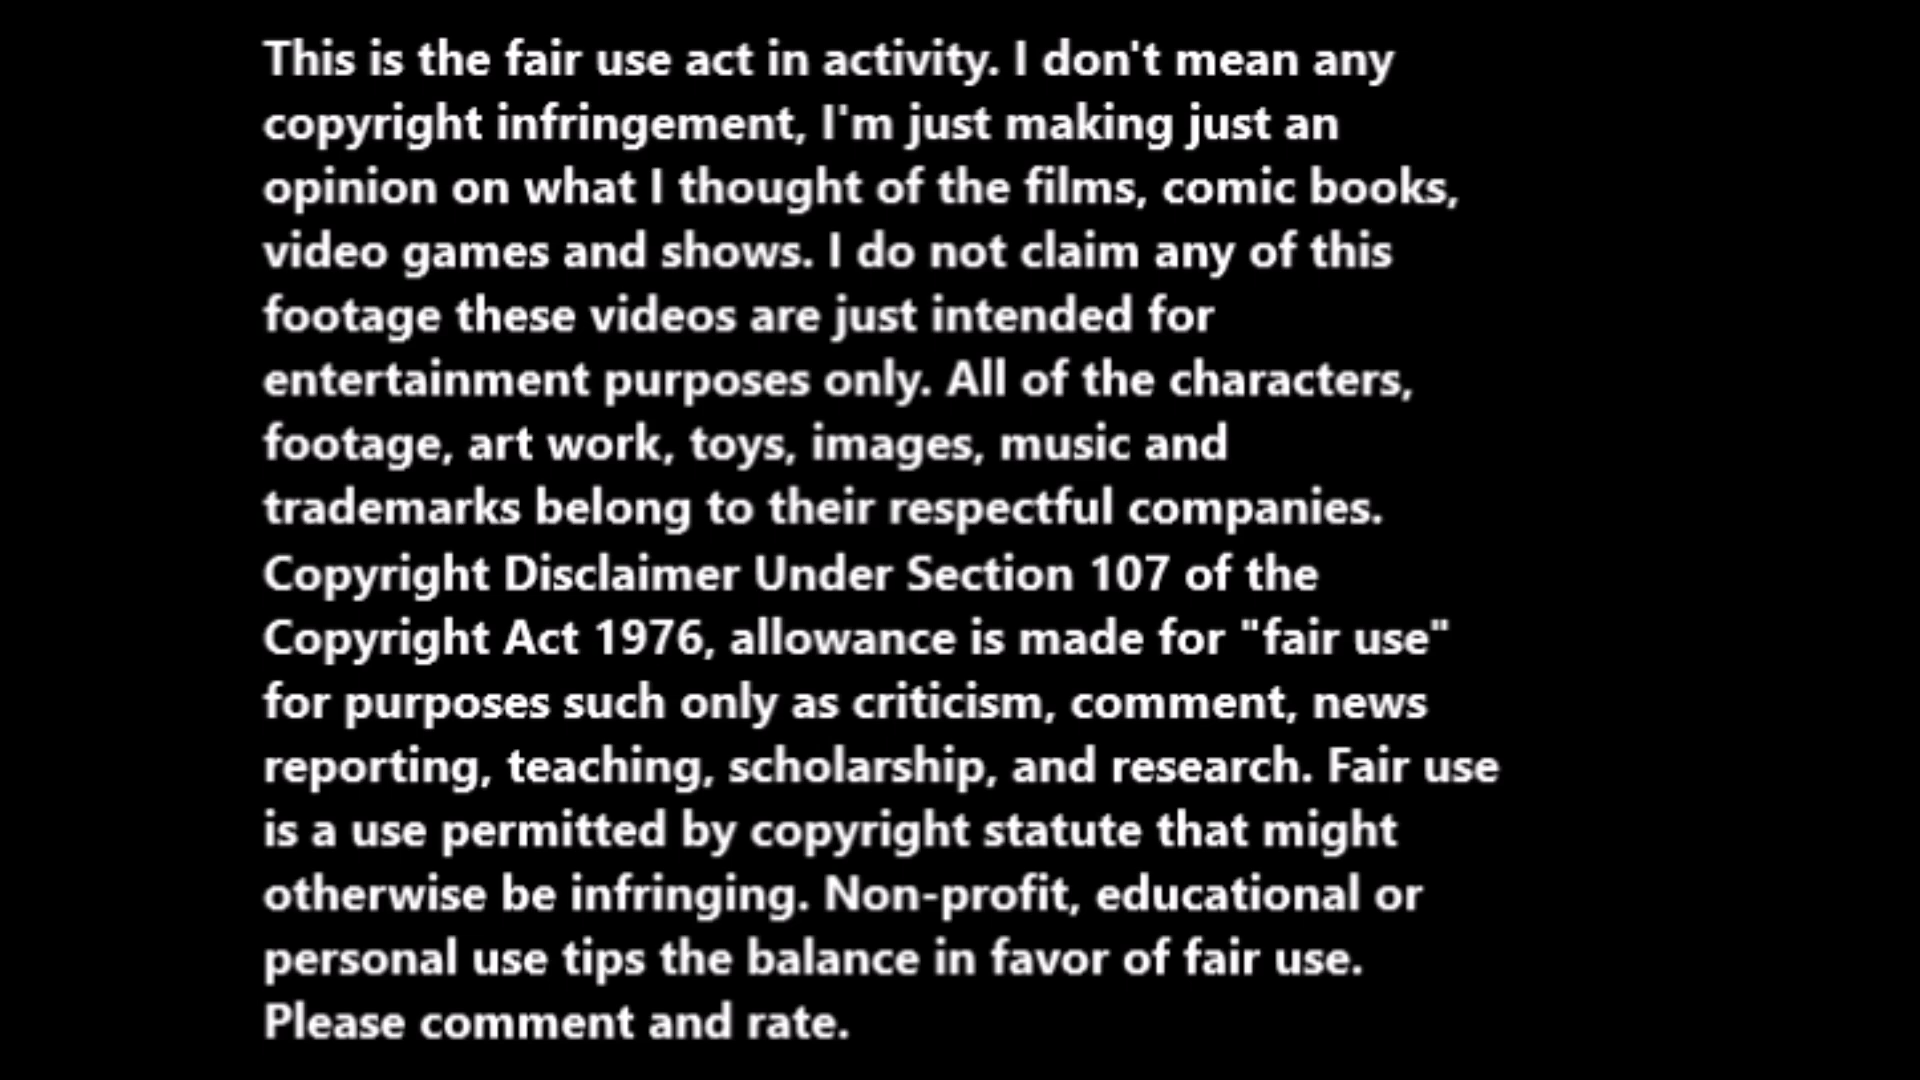 This is the fair use act in activity. I don't mean any
copyright infringement, I'm just making just an
opinion on what I thought of the films, comic books,
video games and shows. I do not claim any of this
footage these videos are just intended for
entertainment purposes only. All of the characters,
footage, art work, toys, images, music and
trademarks belong to their respectful companies.
Copyright Disclaimer Under Section 107 of the
Copyright Act 1976, allowance is made for "fair use"
for purposes such only as criticism, comment, news
reporting, teaching, scholarship, and research. Fair use
is a use permitted by copyright statute that might
otherwise be infringing. Non-profit, educational or
personal use tips the balance in favor of fair use.
Please comment and rate.